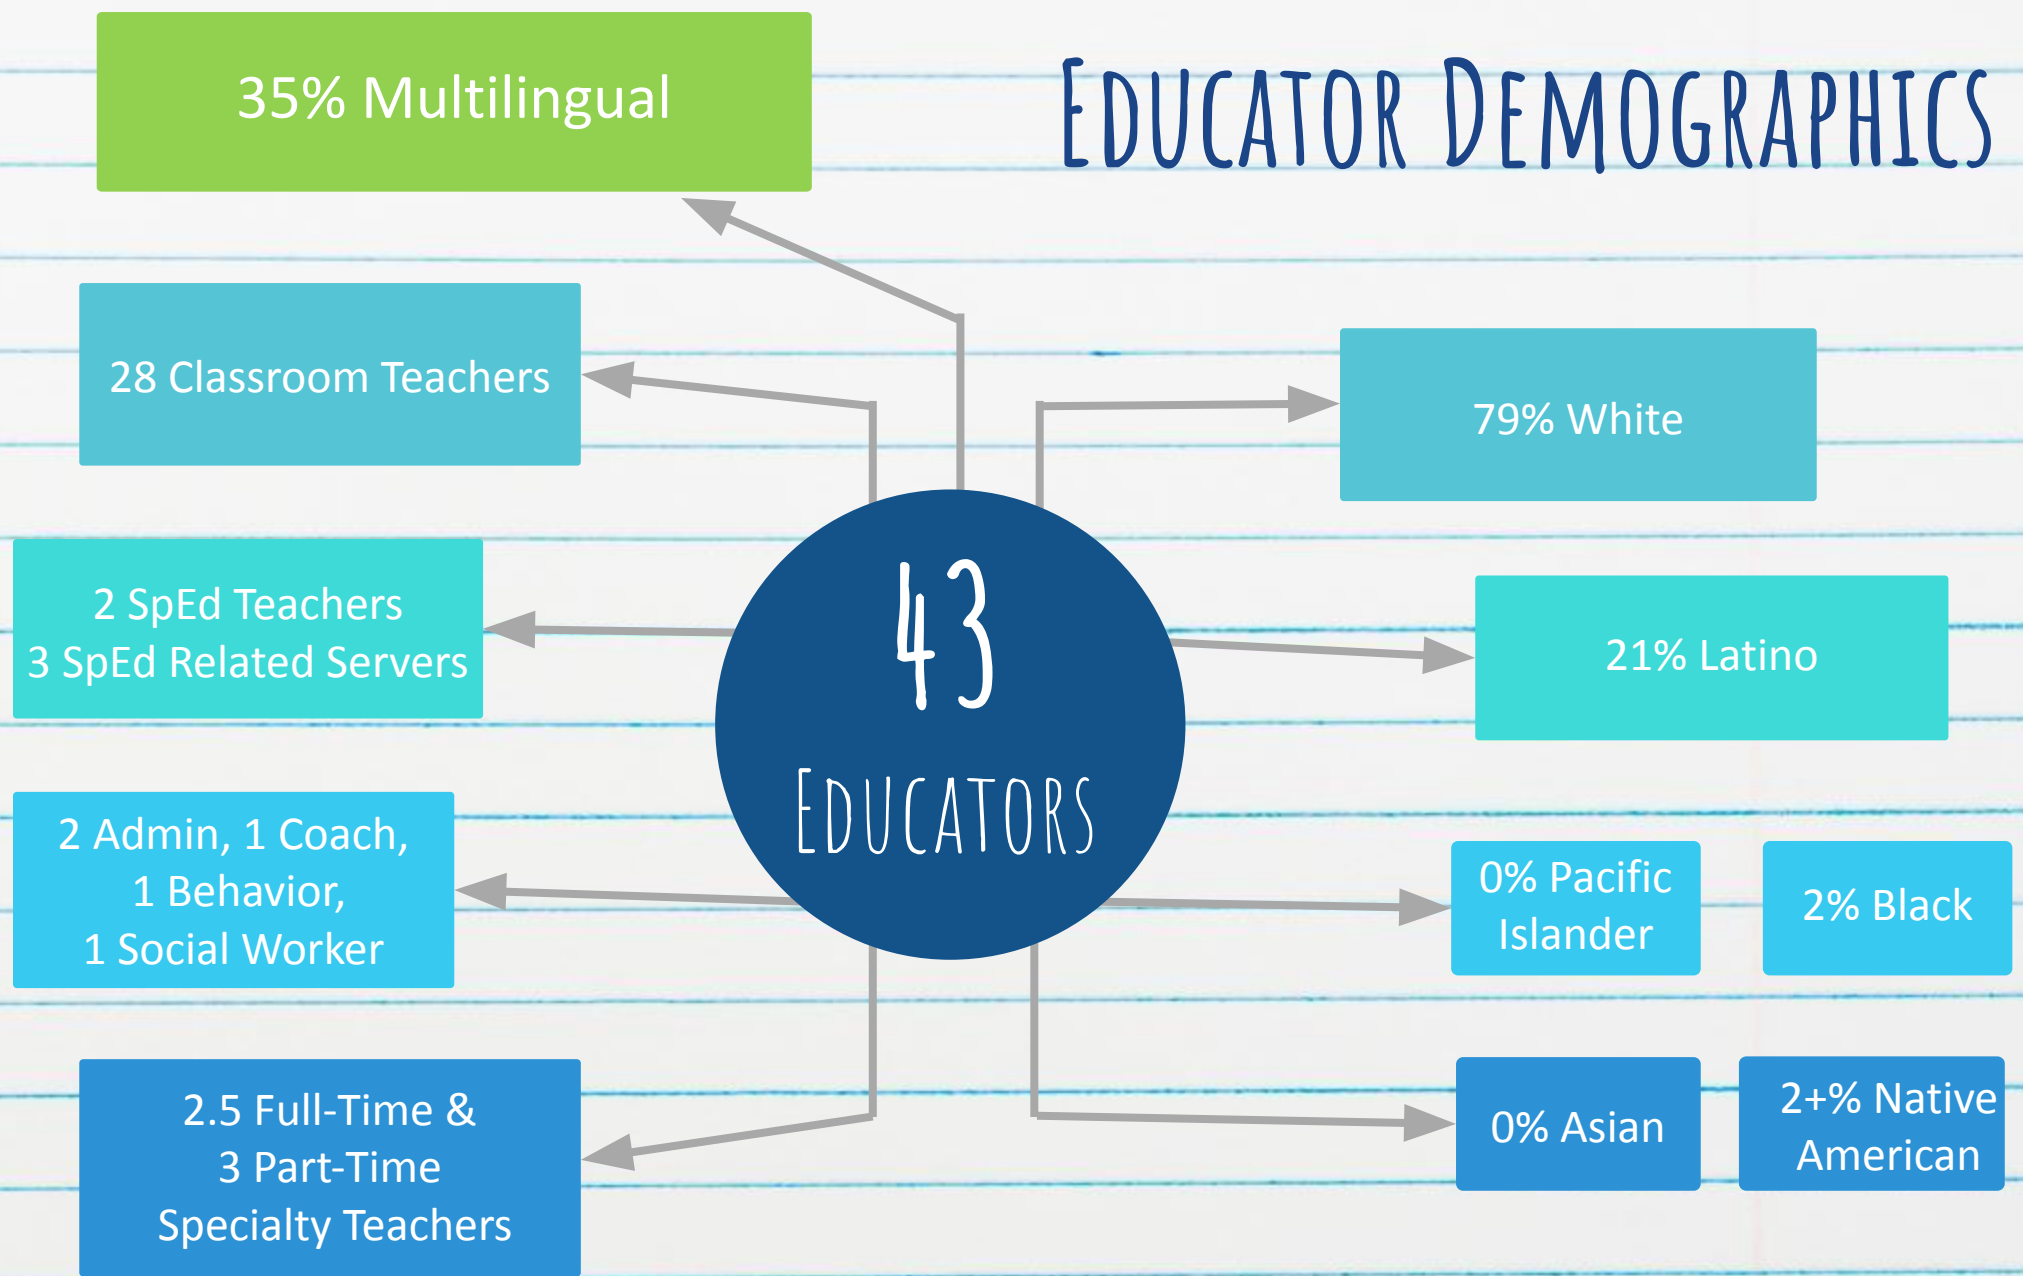 35% Multilingual
Educator Demographics
28 Classroom Teachers
79% White
2 SpEd Teachers
3 SpEd Related Servers
43
Educators
21% Latino
2 Admin, 1 Coach,
1 Behavior,
1 Social Worker
0% Pacific
Islander
2% Black
2.5 Full-Time &
3 Part-Time
Specialty Teachers
0% Asian
2+% Native
American